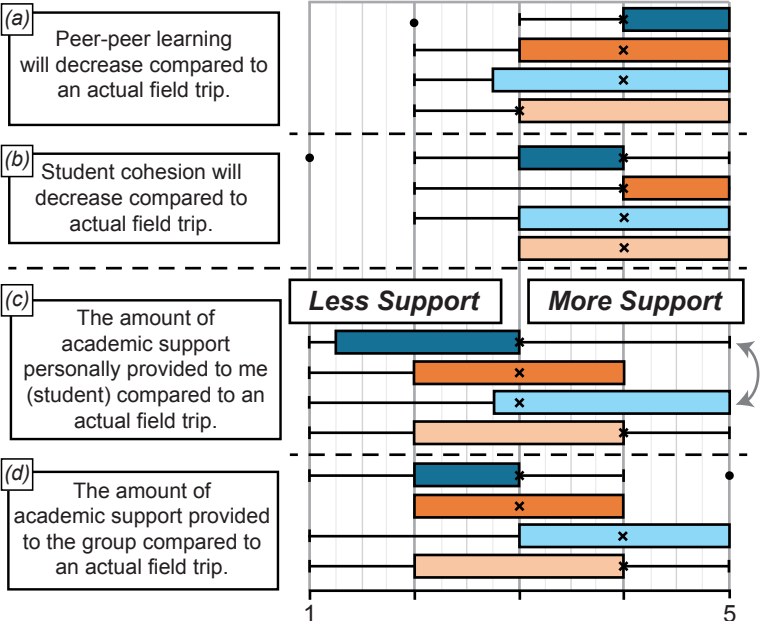 (a)
Peer-peer learning
will decrease compared to
an actual field trip.
(b)
Student cohesion will
decrease compared to
actual field trip.
(c)
Less Support
More Support
The amount of
academic support
personally provided to me
(student) compared to an
actual field trip.
(d)
The amount of
academic support provided
to the group compared to
an actual field trip.
1
5